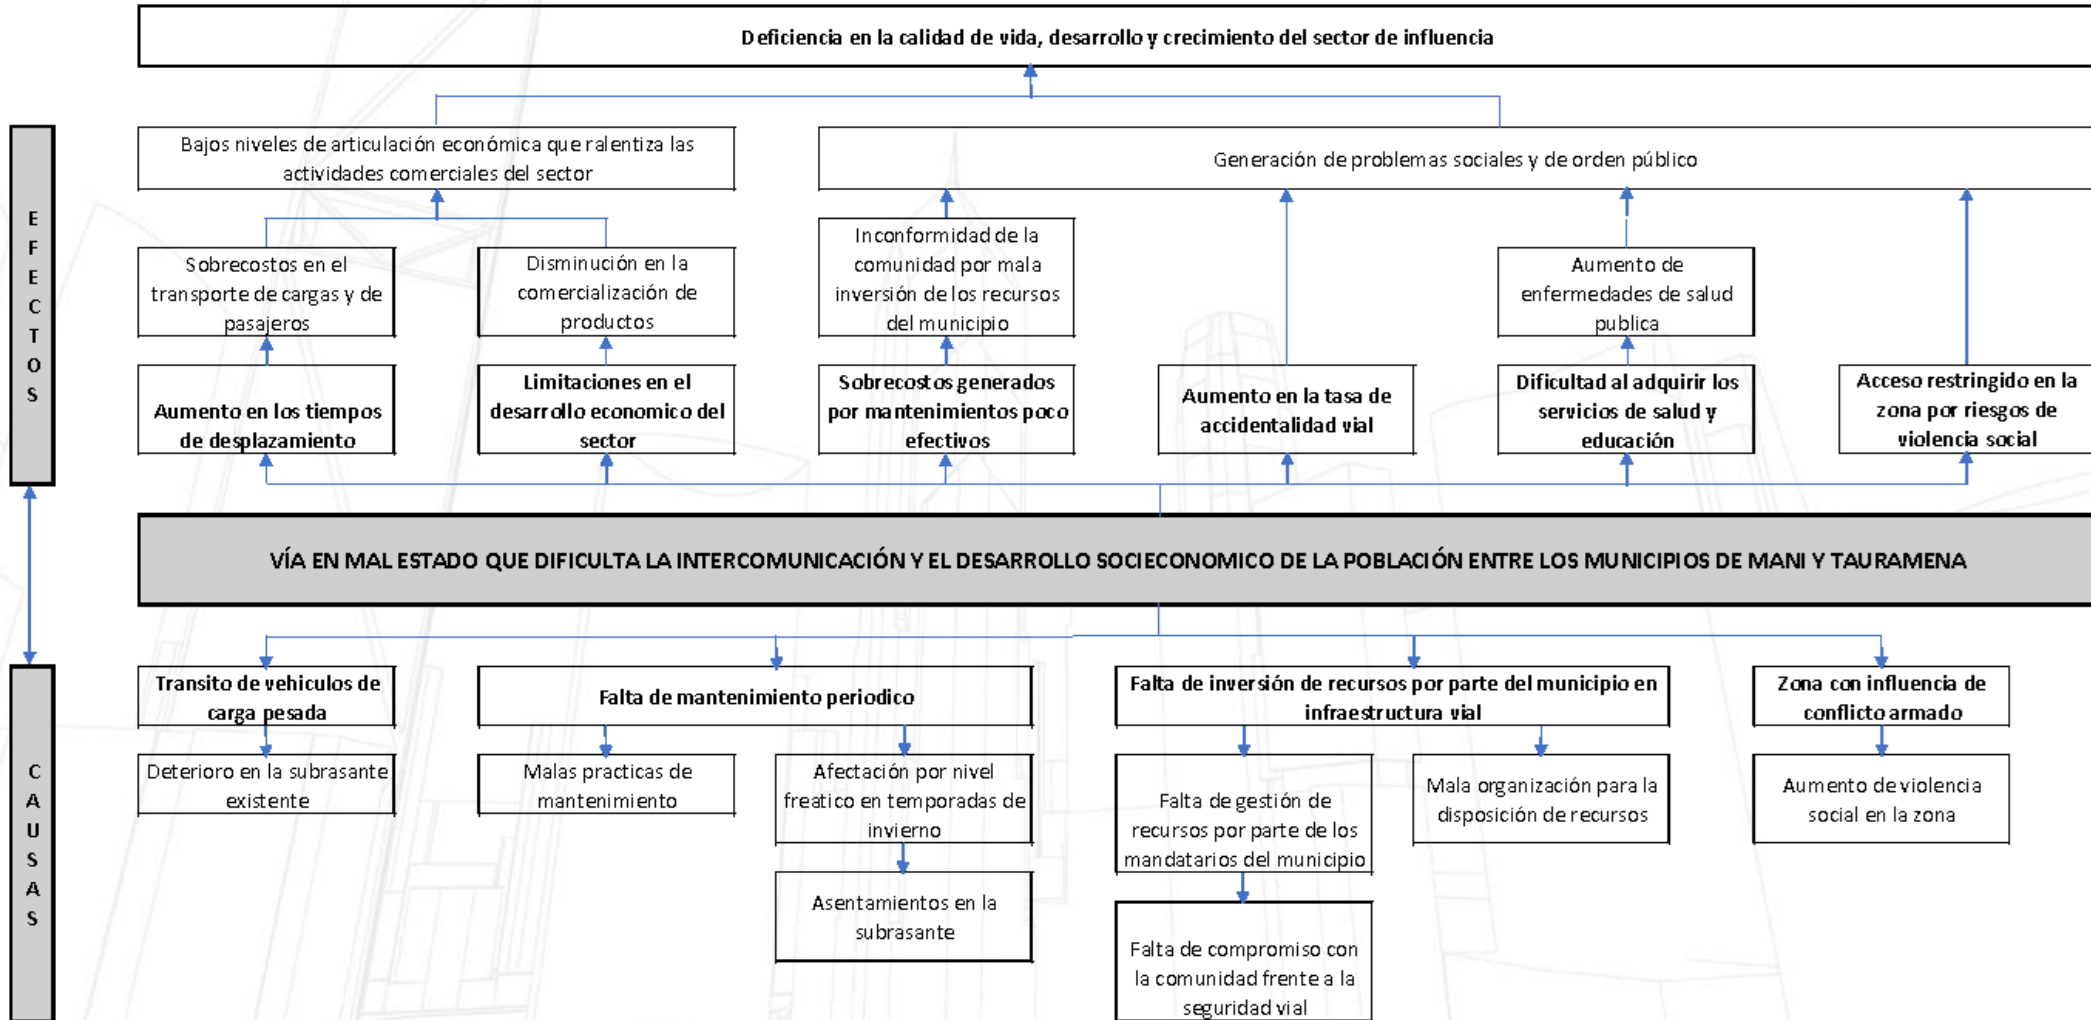 Deficiencia en la calidad de vida, desarrollo y crecimiento del sector de influencia
EFECTOS
Bajos niveles de articulación económica que ralentiza las
actividades comerciales del sector
Generación de problemas sociales y de orden público
Sobrecostos en el
transporte de cargas y de
pasajeros
Disminución en la
comercialización de
productos
Inconformidad de la
comunidad por mala
inversión de los recursos
del municipio
Aumento de
enfermedades de salud
publica
Aumento en los tiempos
de desplazamiento
Limitaciones en el
desarrollo economico del
sector
Sobrecostos generados
por mantenimientos poco
efectivos
Aumento en la tasa de
accidentalidad vial
Dificultad al adquirir los
servicios de salud y
educación
Acceso restringido en la
zona por riesgos de
violencia social
VÍA EN MAL ESTADO QUE DIFICULTA LA INTERCOMUNICACIÓN Y EL DESARROLLO SOCIECONOMICO DE LA POBLACIÓN ENTRE LOS MUNICIPIOS DE MANI Y TAURAMENA
CAUSAS
Transito de vehiculos de
carga pesada
Falta de mantenimiento periodico
Falta de inversión de recursos por parte del municipio en
infraestructura vial
Zona con influencia de
conflicto armado
Deterioro en la subrasante
existente
Malas practicas de
mantenimiento
Afectación por nivel
freatico en temporadas de
invierno
Falta de gestión de
recursos por parte de los
mandatarios del municipio
Mala organización para la
disposición de recursos
Aumento de violencia
social en la zona
Asentamientos en la
subrasante
Falta de compromiso con
la comunidad frente a la
seguridad vial